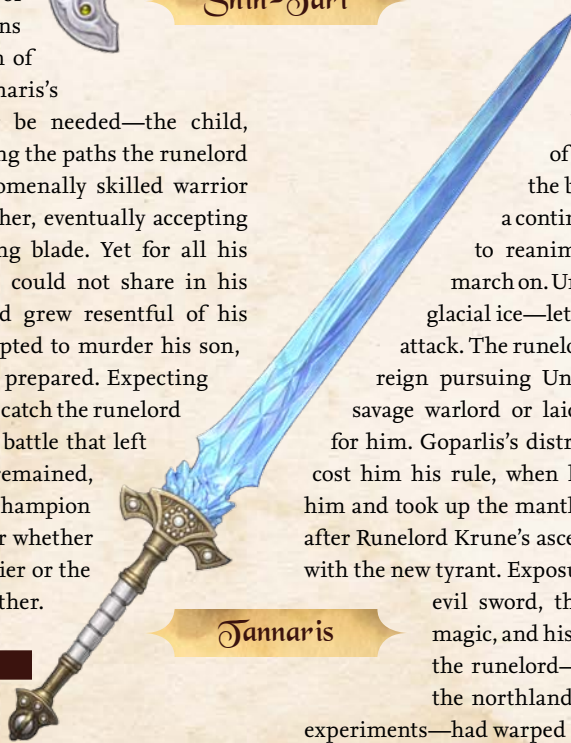 Shin-Tari
ns
n of
naris's
be needed—the child,
ng the paths the runelord
omenally skilled warrior
her, eventually accepting
ng blade. Yet for all his
could not share in his
d grew resentful of his
pted to murder his son,
prepared. Expecting
catch the runelord
battle that left
remained,
hampion
r whether
ier or the
ther.
Tannaris
of
the b
a contin
to reanim
march on. Un
glacial ice—let
attack. The runelo
reign pursuing Un
savage warlord or laid
for him. Goparlis's distr
cost him his rule, when h
him and took up the mantl
after Runelord Krune's asce
with the new tyrant. Exposu
evil sword, th
magic, and his
the runelord—
the northland
experiments—had warped